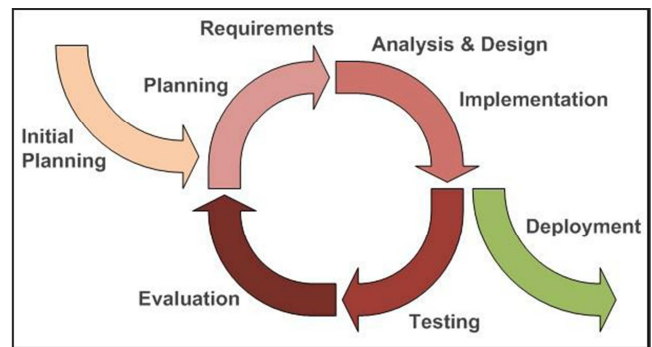 Requirements
Analysis & Design
Planning
Implementation
Initial
Planning
Deployment
Evaluation
Testing